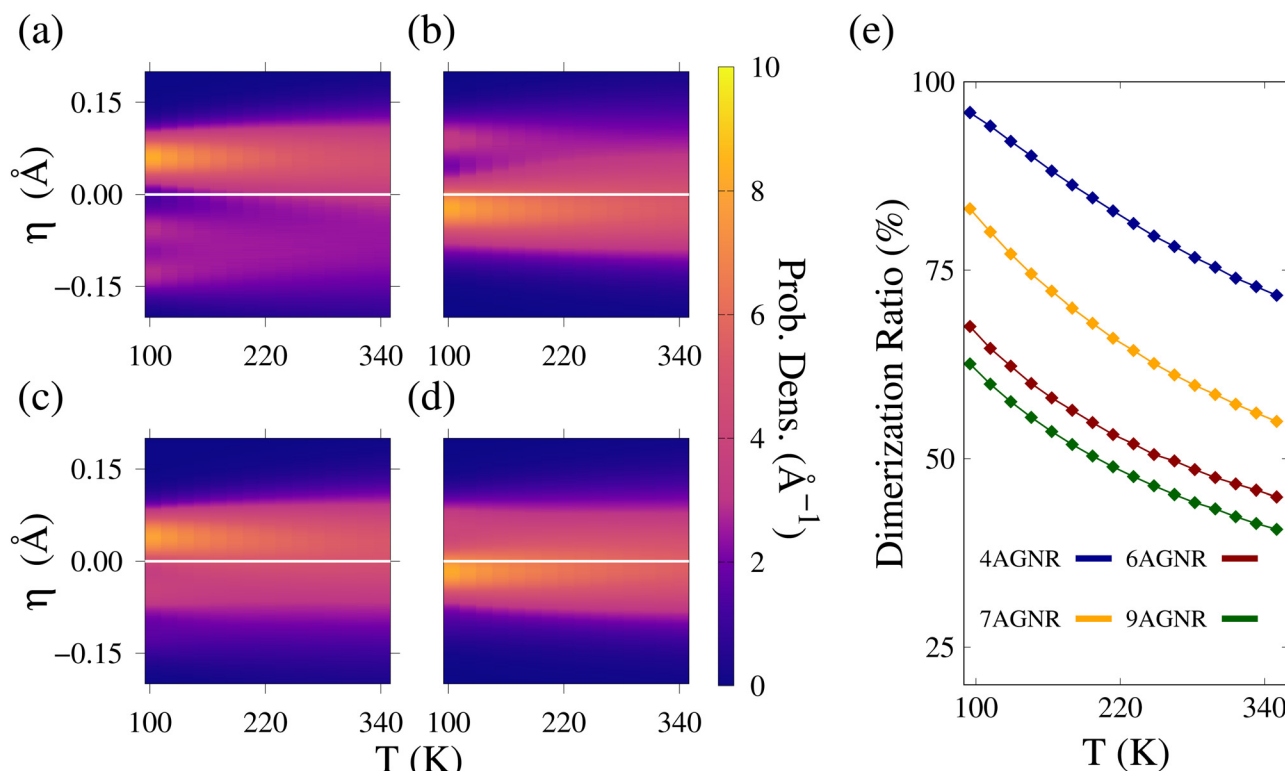 (a)
(b)
(e)
0.15
0.00
−0.15
η (Å)
100
220
340
100
220
340
(c)
(d)
0.15
0.00
−0.15
η (Å)
100
220
340
100
220
340
T (K)
10
8
6
4
2
0
Prob. Dens. (Å⁻¹)
100
75
50
25
Dimerization Ratio (%)
4AGNR
6AGNR
7AGNR
9AGNR
100
220
340
T (K)